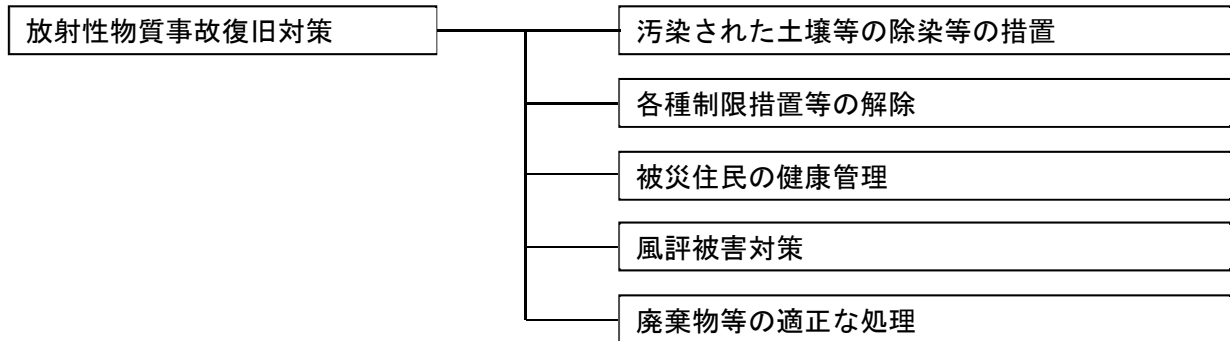 放射性物質事故復旧対策
汚染された土壌等の除染等の措置
各種制限措置等の解除
被災住民の健康管理
風評被害対策
廃棄物等の適正な処理